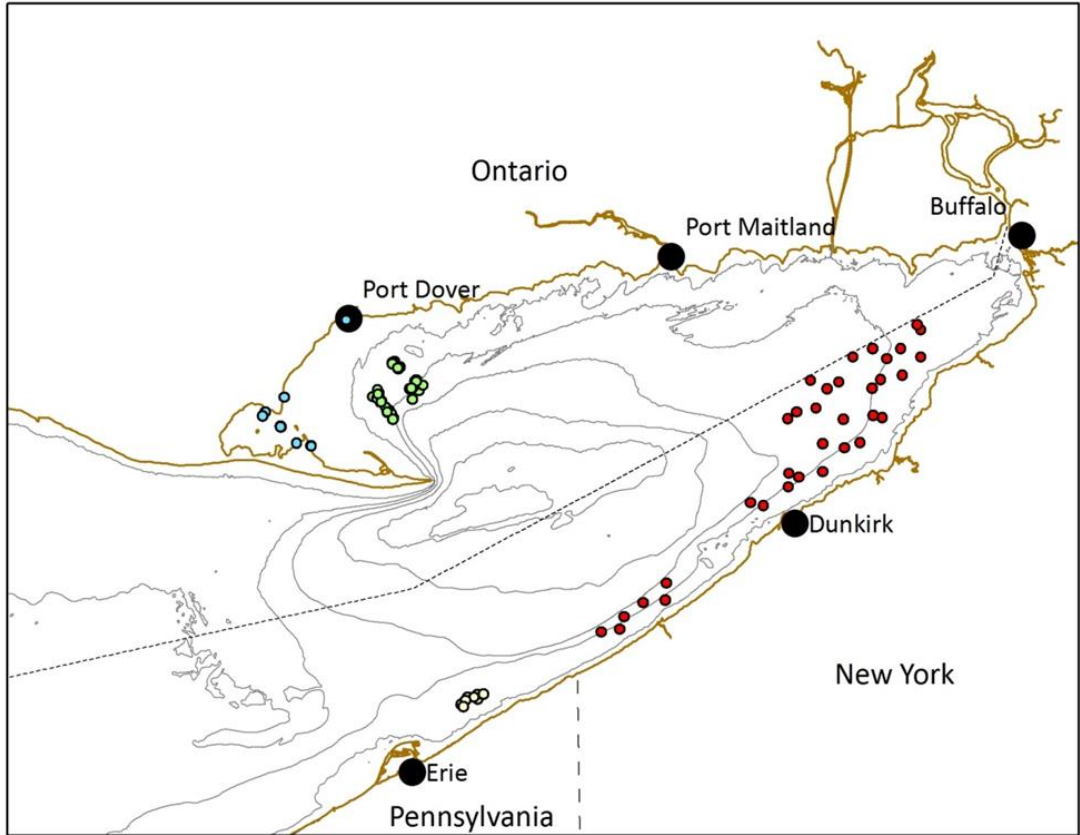 Ontario
Buffalo
Port Maitland
Port Dover
Dunkirk
New York
Erie
Pennsylvania